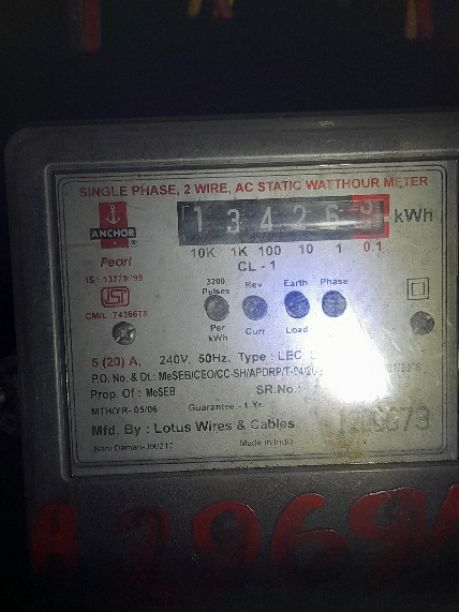 SINGLE PHASE, 2 WIRE, AC STATIC WATTHOUR METER
ANCHOR ®
Pearl
1 3 4 2 6 kWh
10K 1K 100 10 1 0.1
CL - 1
IS : 13779 '99
ISI
CM/L : 7436678
3200 Pulses Rev Earth Phase
Per kWh Curr Load
5 (20) A, 240V, 50Hz. Type : LEC
P.O. No. & Dt.: MeSEB/CEO/CC-SH/APDRP/T-04/
Prop. Of : MeSEB SR.No.:
MTH/YR- 05/06 Guarantee - 1 Yr.
Mfd. By : Lotus Wires & Cables
Nani Daman- Made in India